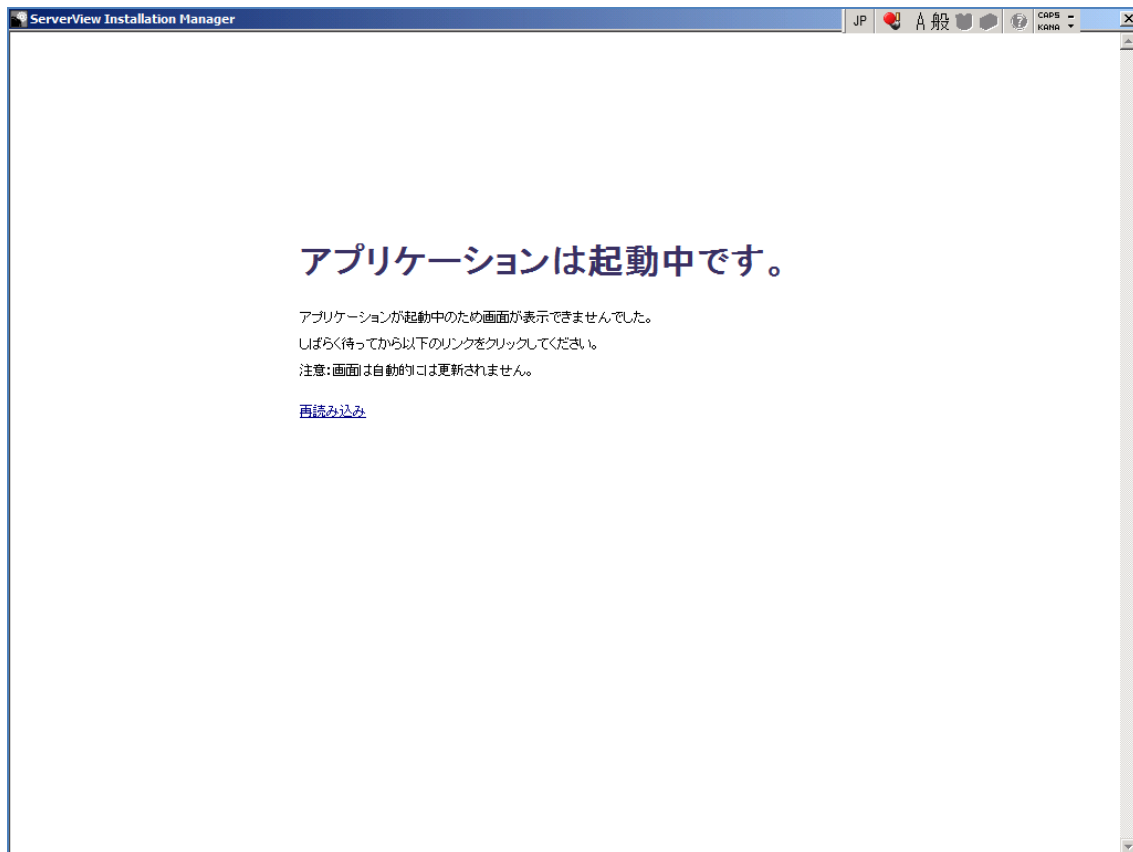 ServerView Installation Manager
JP A 般 CAPS KANA
アプリケーションは起動中です。
アプリケーションが起動中のため画面が表示できませんでした。
しばらく待ってから以下のリンクをクリックしてください。
注意:画面は自動的には更新されません。
再読み込み